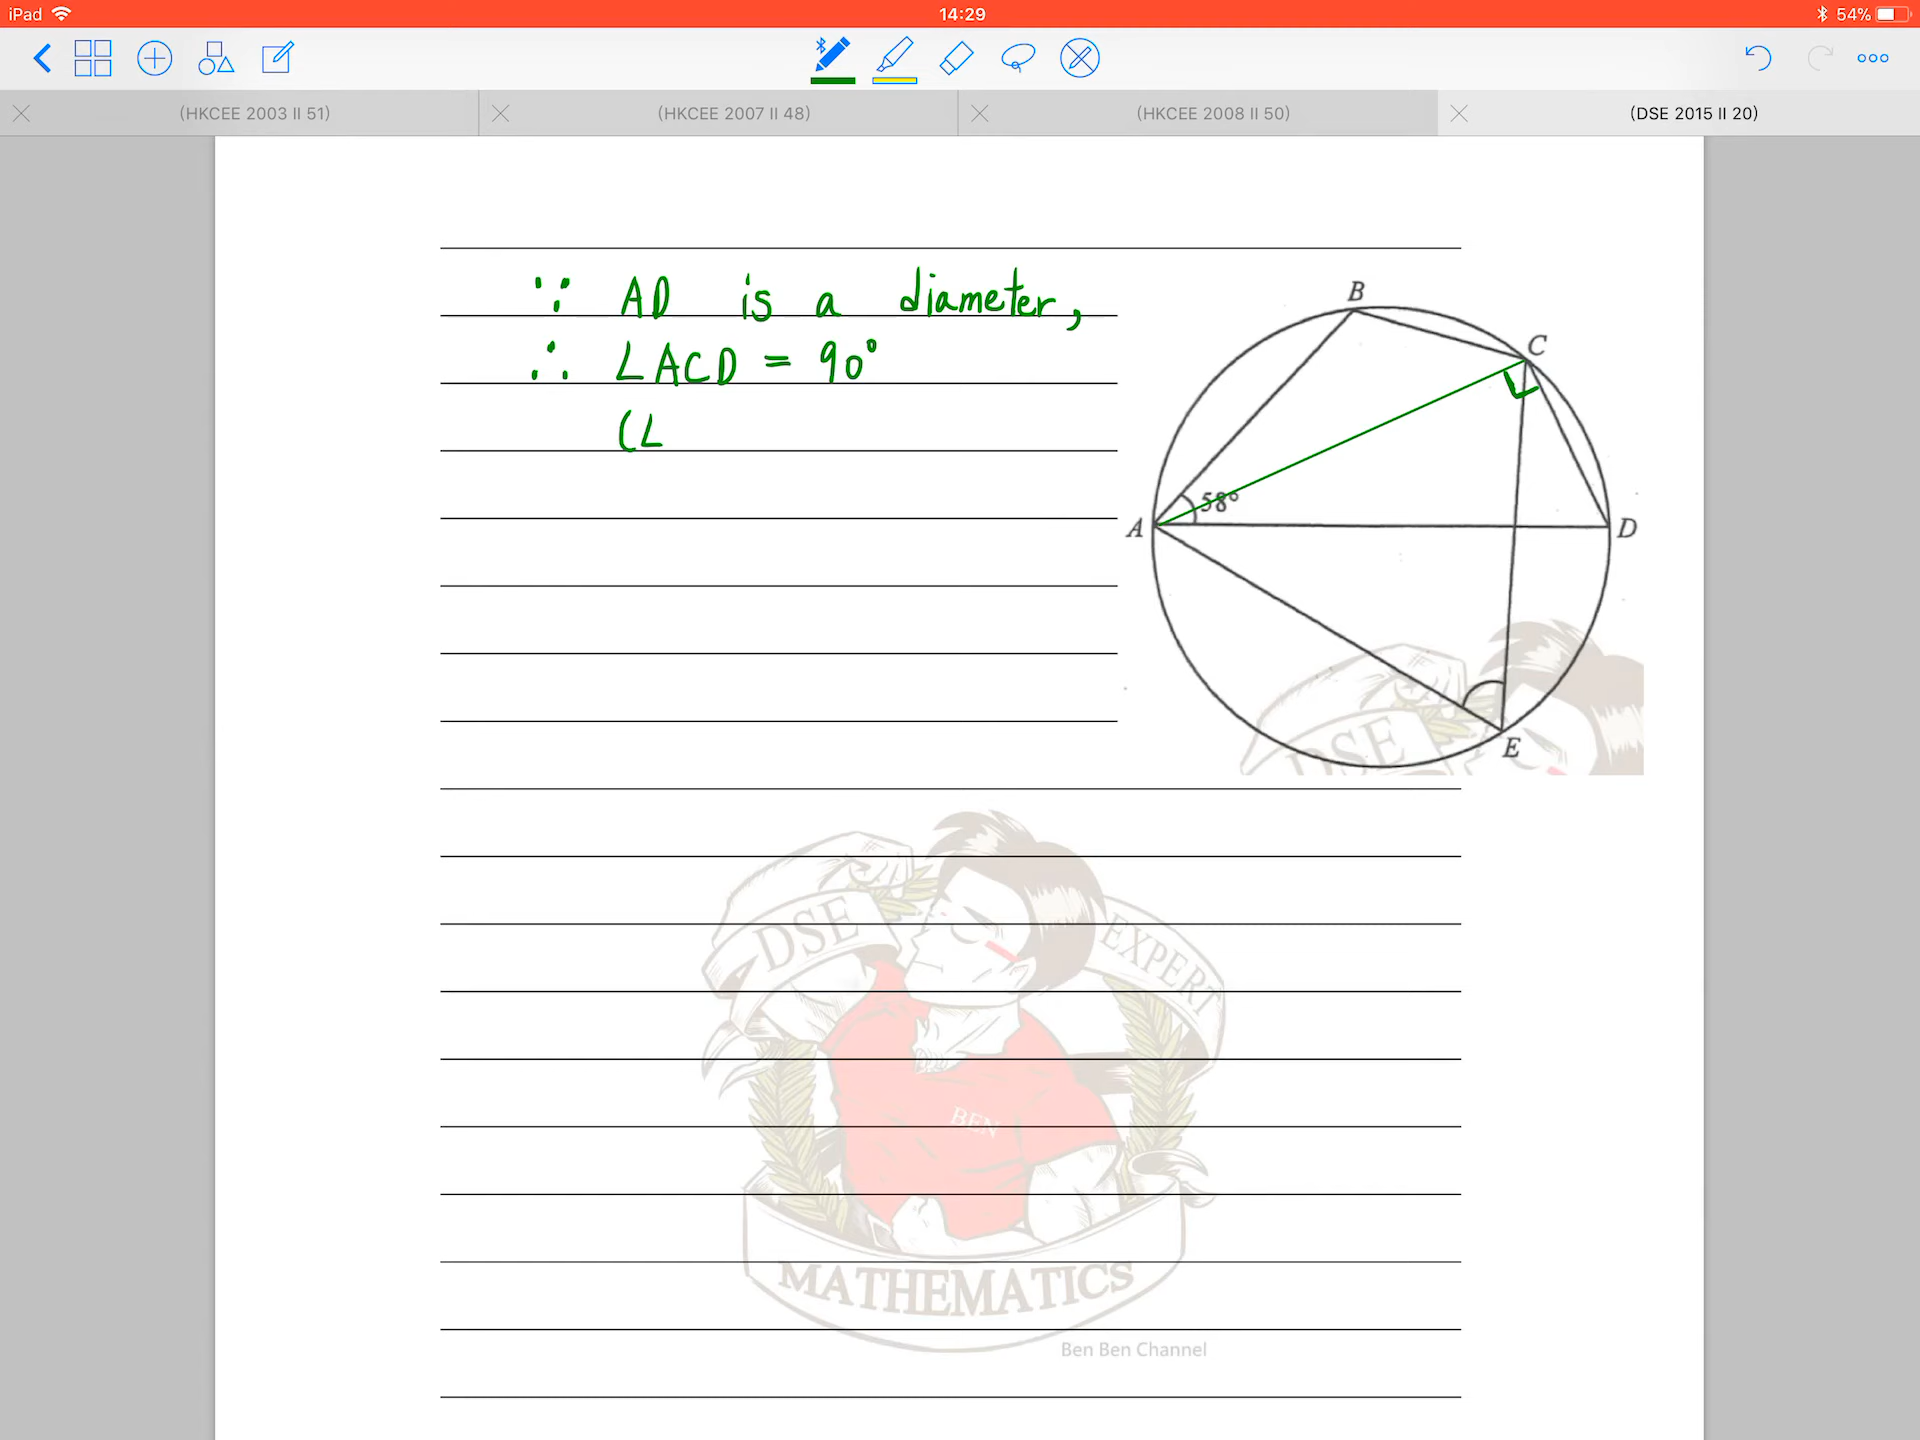 iPad
14:29
54%
(HKCEE 2003 II 51)
(HKCEE 2007 II 48)
(HKCEE 2008 II 50)
(DSE 2015 II 20)
∵ AD is a diameter,
∴ ∠ACD = 90°
(∠
B
C
58°
A
D
E
DSE
DSE
EXPERT
BEN
MATHEMATICS
Ben Ben Channel